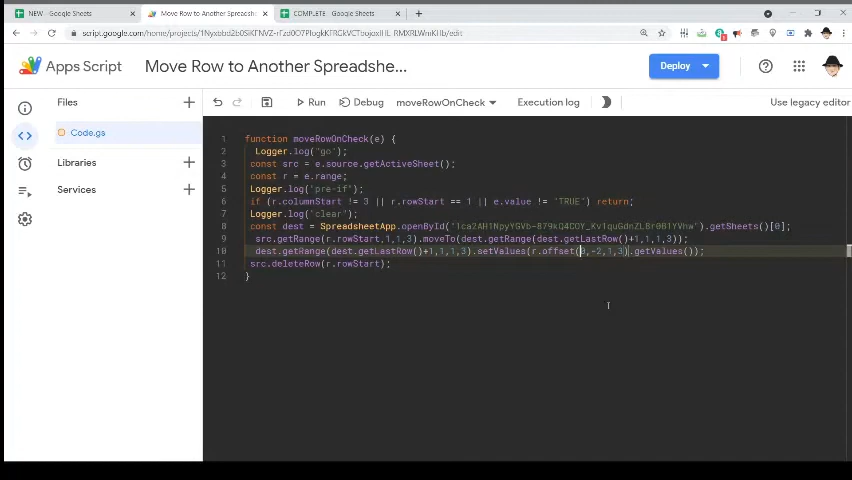 NEW - Google Sheets
Move Row to Another Spreadshe
COMPLETE - Google Sheets
Apps Script
Move Row to Another Spreadshe...
Deploy
Files
Run
Debug
moveRowOnCheck
Execution log
Use legacy editor
Code.gs
Libraries
Services
1 function moveRowOnCheck(e) {
2 Logger.log("go");
3 const src = e.source.getActiveSheet();
4 const r = e.range;
5 Logger.log('pre-if');
6 if (r.columnStart != 3 || r.rowStart == 1 || e.value != "TRUE") return;
7 Logger.log("clear");
8 const dest = SpreadsheetApp.openById( ).getSheets()[0];
9 src.getRange(r.rowStart,1,1,3).moveTo(dest.getRange(dest.getLastRow()+1,1,1,3));
10 dest.getRange(dest.getLastRow()+1,1,1,3).setValues(r.offset(0,-2,1,3).getValues());
11 src.deleteRow(r.rowStart);
12 }